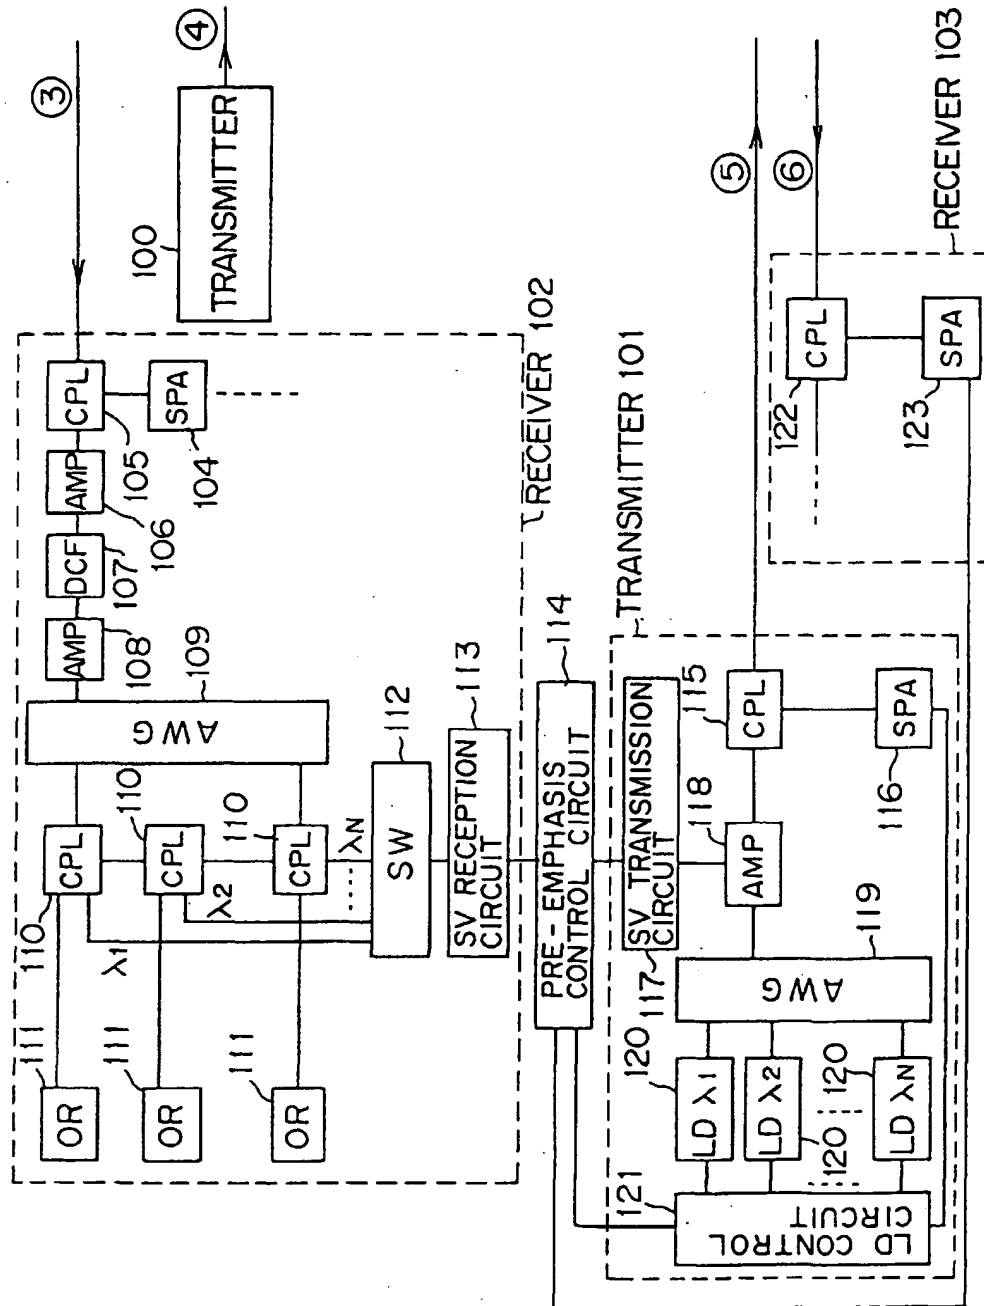 ③
④
100
TRANSMITTER
RECEIVER 102
CPL
105
SPA
104
AMP
106
DCF
107
AMP
108
109
AWG
110
CPL
110
CPL
110
CPL
λ1
λ2
λN
111
OR
111
OR
111
OR
112
SW
113
SV RECEPTION
CIRCUIT
114
PRE-EMPHASIS
CONTROL CIRCUIT
TRANSMITTER 101
117
SV TRANSMISSION
CIRCUIT
115
CPL
⑤
116
SPA
118
AMP
119
AWG
120
LD λ1
120
LD λ2
120
LD λN
121
LD CONTROL
CIRCUIT
⑥
RECEIVER 103
122
CPL
123
SPA